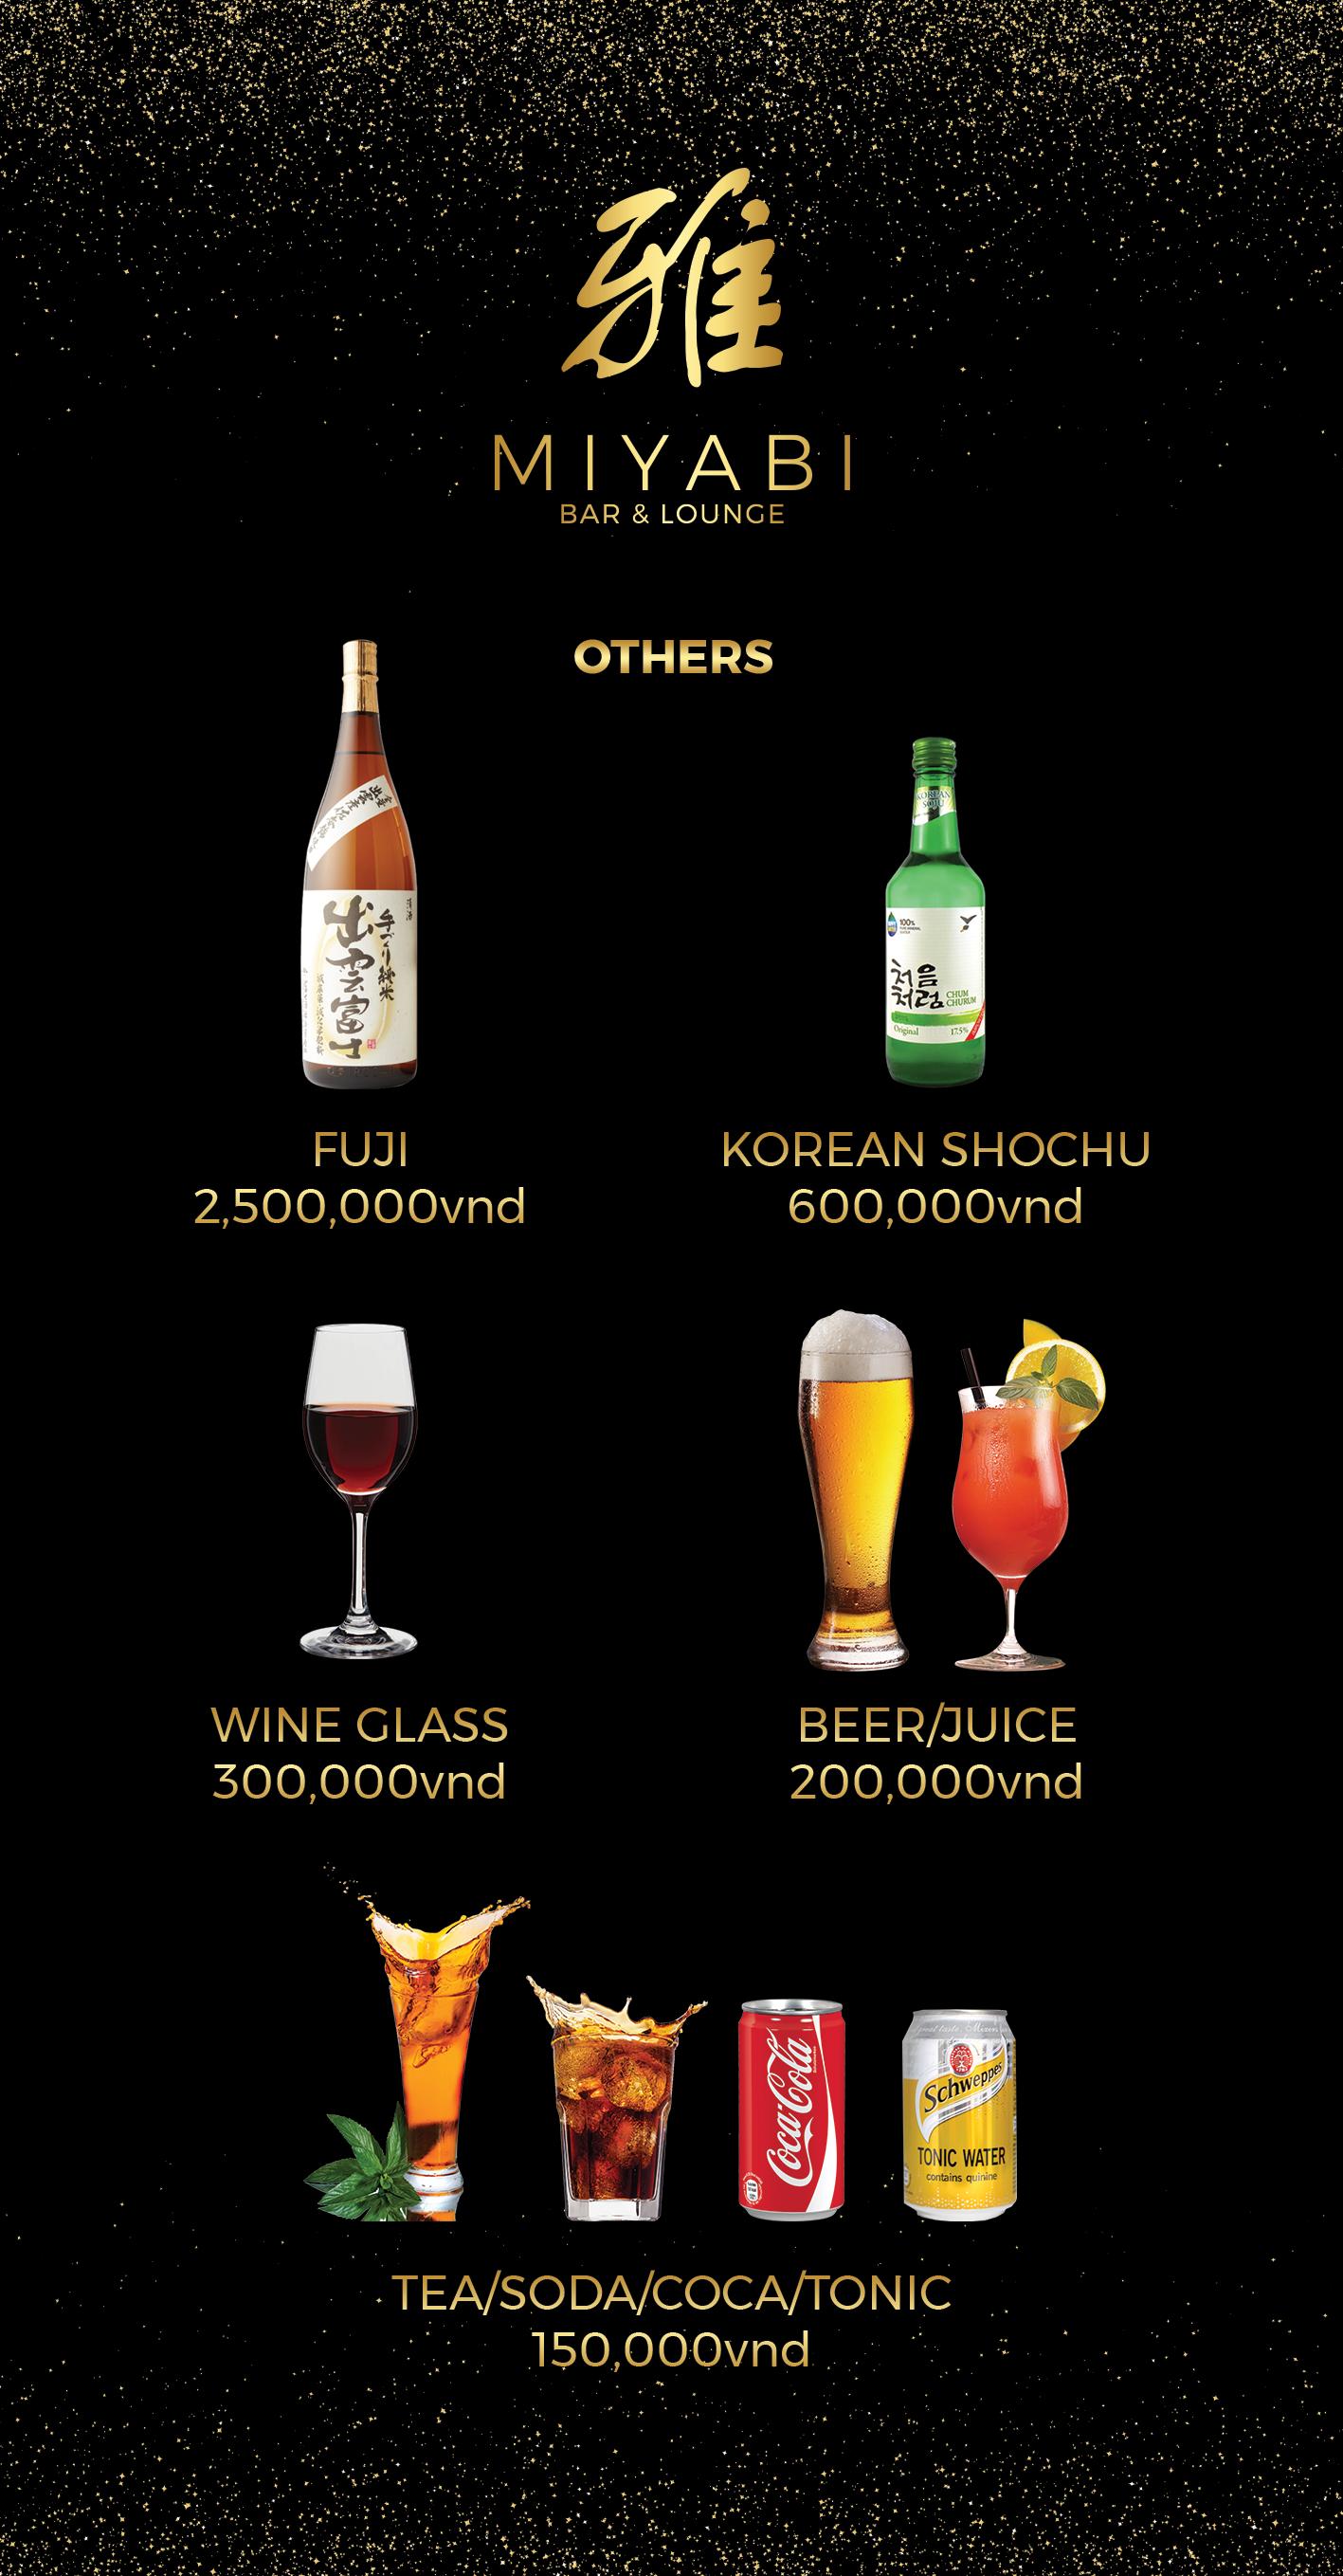 雅
MIYABI
BAR & LOUNGE
OTHERS
清酒
手づくり純米
出雲富士
KOREAN
SOJU
100%
처음
처럼
CHUM
CHURUM
Original
17.5%
FUJI
2,500,000vnd
KOREAN SHOCHU
600,000vnd
WINE GLASS
300,000vnd
BEER/JUICE
200,000vnd
Coca-Cola
Schweppes
TONIC WATER
contains quinine
TEA/SODA/COCA/TONIC
150,000vnd